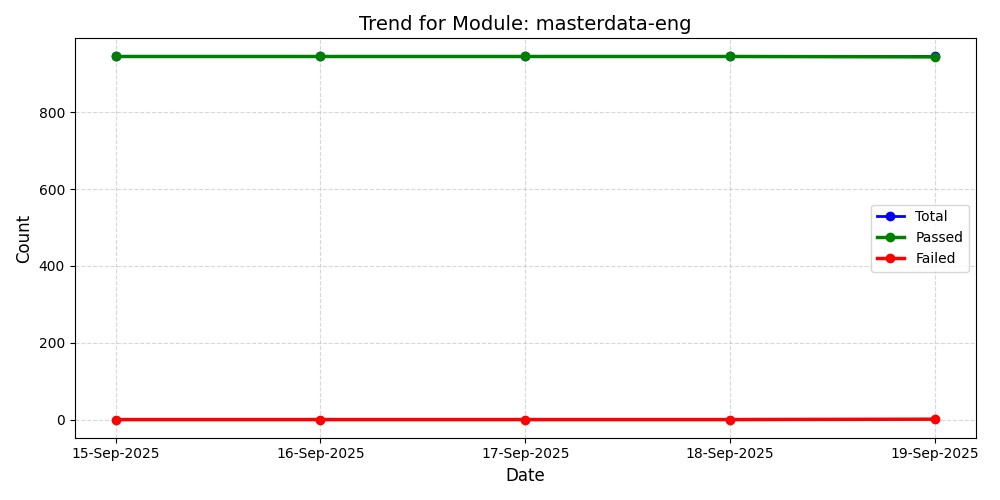 Trend for Module: masterdata-eng
Count
800
600
400
200
0
Total
Passed
Failed
15-Sep-2025 16-Sep-2025 17-Sep-2025 18-Sep-2025 19-Sep-2025
Date